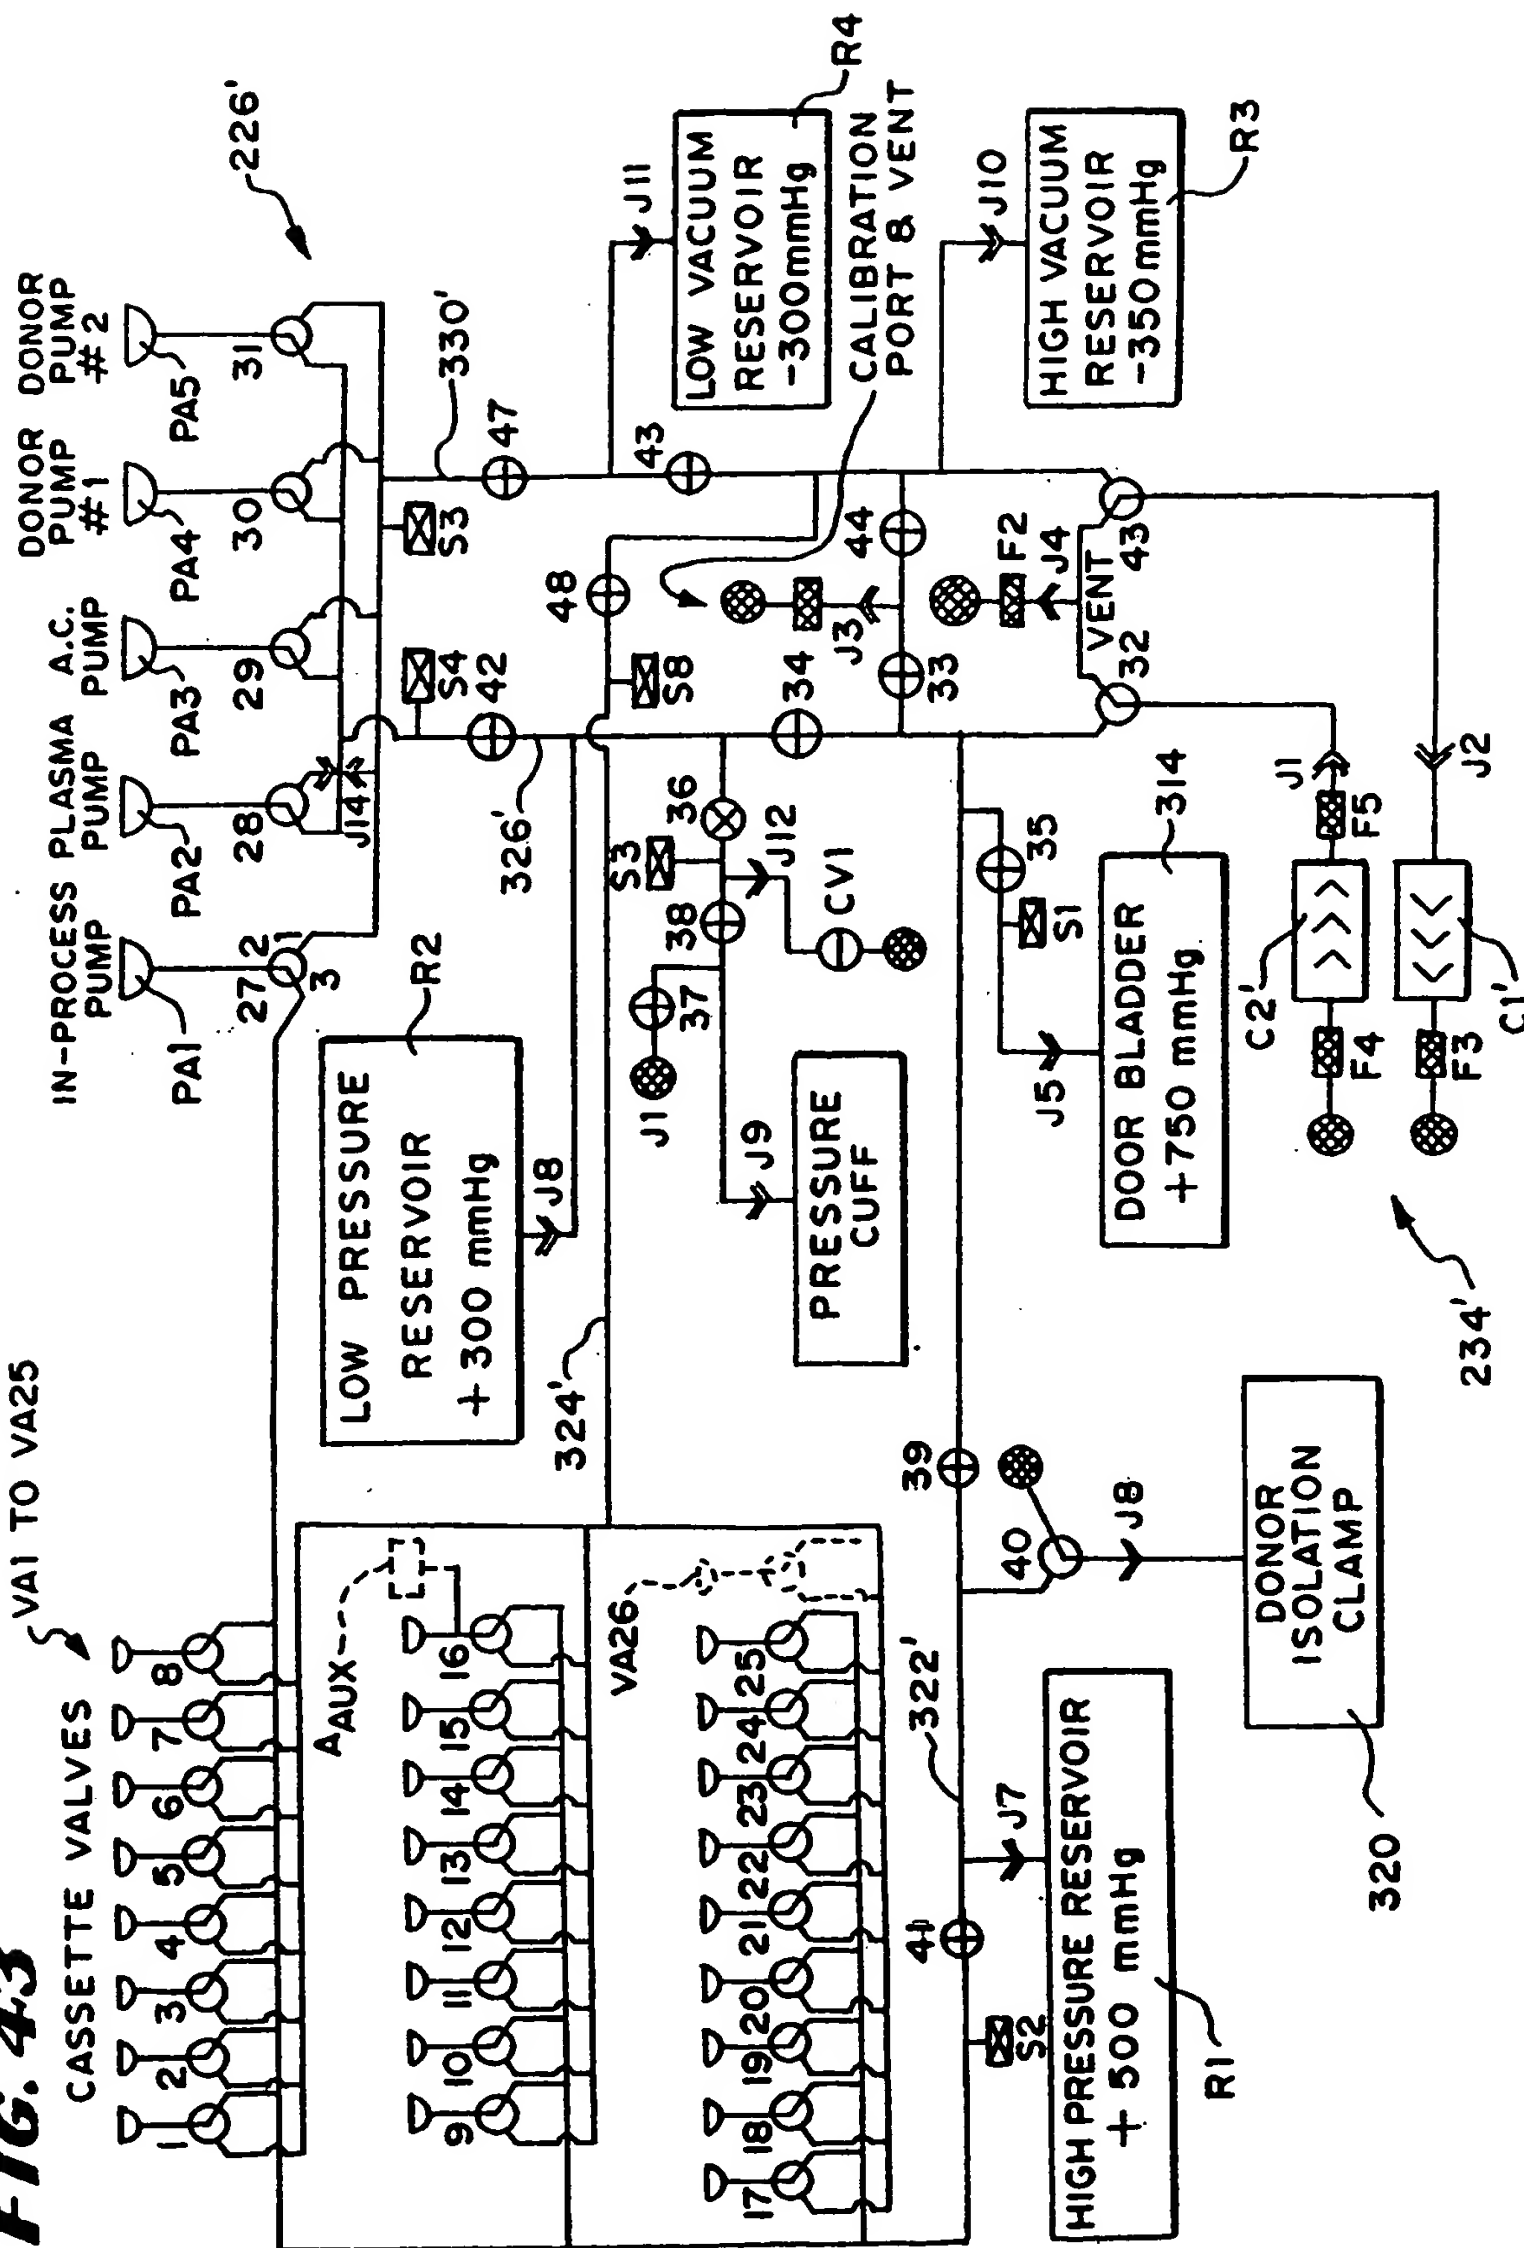 FIG. 43
CASSETTE VALVES
VA1 TO VA25
1 2 3 4 5 6 7 8
AAUX
9 10 11 12 13 14 15 16
VA26
17 18 19 20 21 22 23 24 25
IN-PROCESS
PUMP
PLASMA
PUMP
A.C.
PUMP
DONOR
PUMP
#1
DONOR
PUMP
#2
226'
PA1
PA2
PA3
PA4
PA5
27 2 1 3
28
29
30
31
J14
S4
42
S3
330'
47
326'
R2
LOW PRESSURE
RESERVOIR
+ 300 mmHg
J8
324'
48
S8
43
J11
LOW VACUUM
RESERVOIR
-300mmHg
R4
CALIBRATION
PORT & VENT
S3
36
38
37
J1
J12
CV1
J9
PRESSURE
CUFF
34
J3
33
44
F2
J4
VENT
32
43
J10
HIGH VACUUM
RESERVOIR
-350mmHg
R3
39
40
J8
DONOR
ISOLATION
CLAMP
320
322'
41
S2
J7
HIGH PRESSURE RESERVOIR
+ 500 mmHg
R1
35
S1
J5
DOOR BLADDER
+750 mmHg
314
J1
F5
C2'
F4
J2
C1'
F3
234'